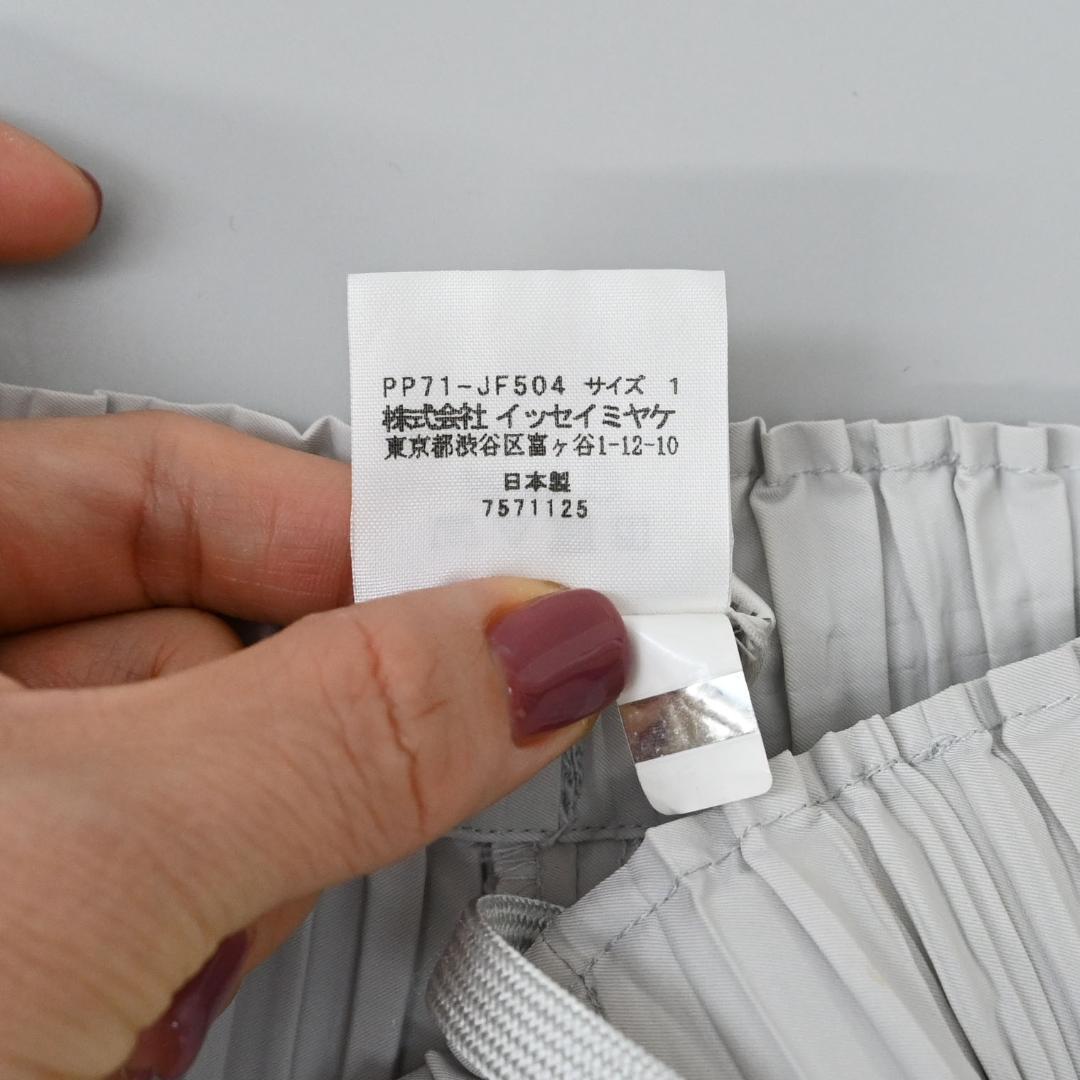 PP71-JF504 サイズ 1
株式会社 イッセイミヤケ
東京都渋谷区富ヶ谷1-12-10
日本製
7571125